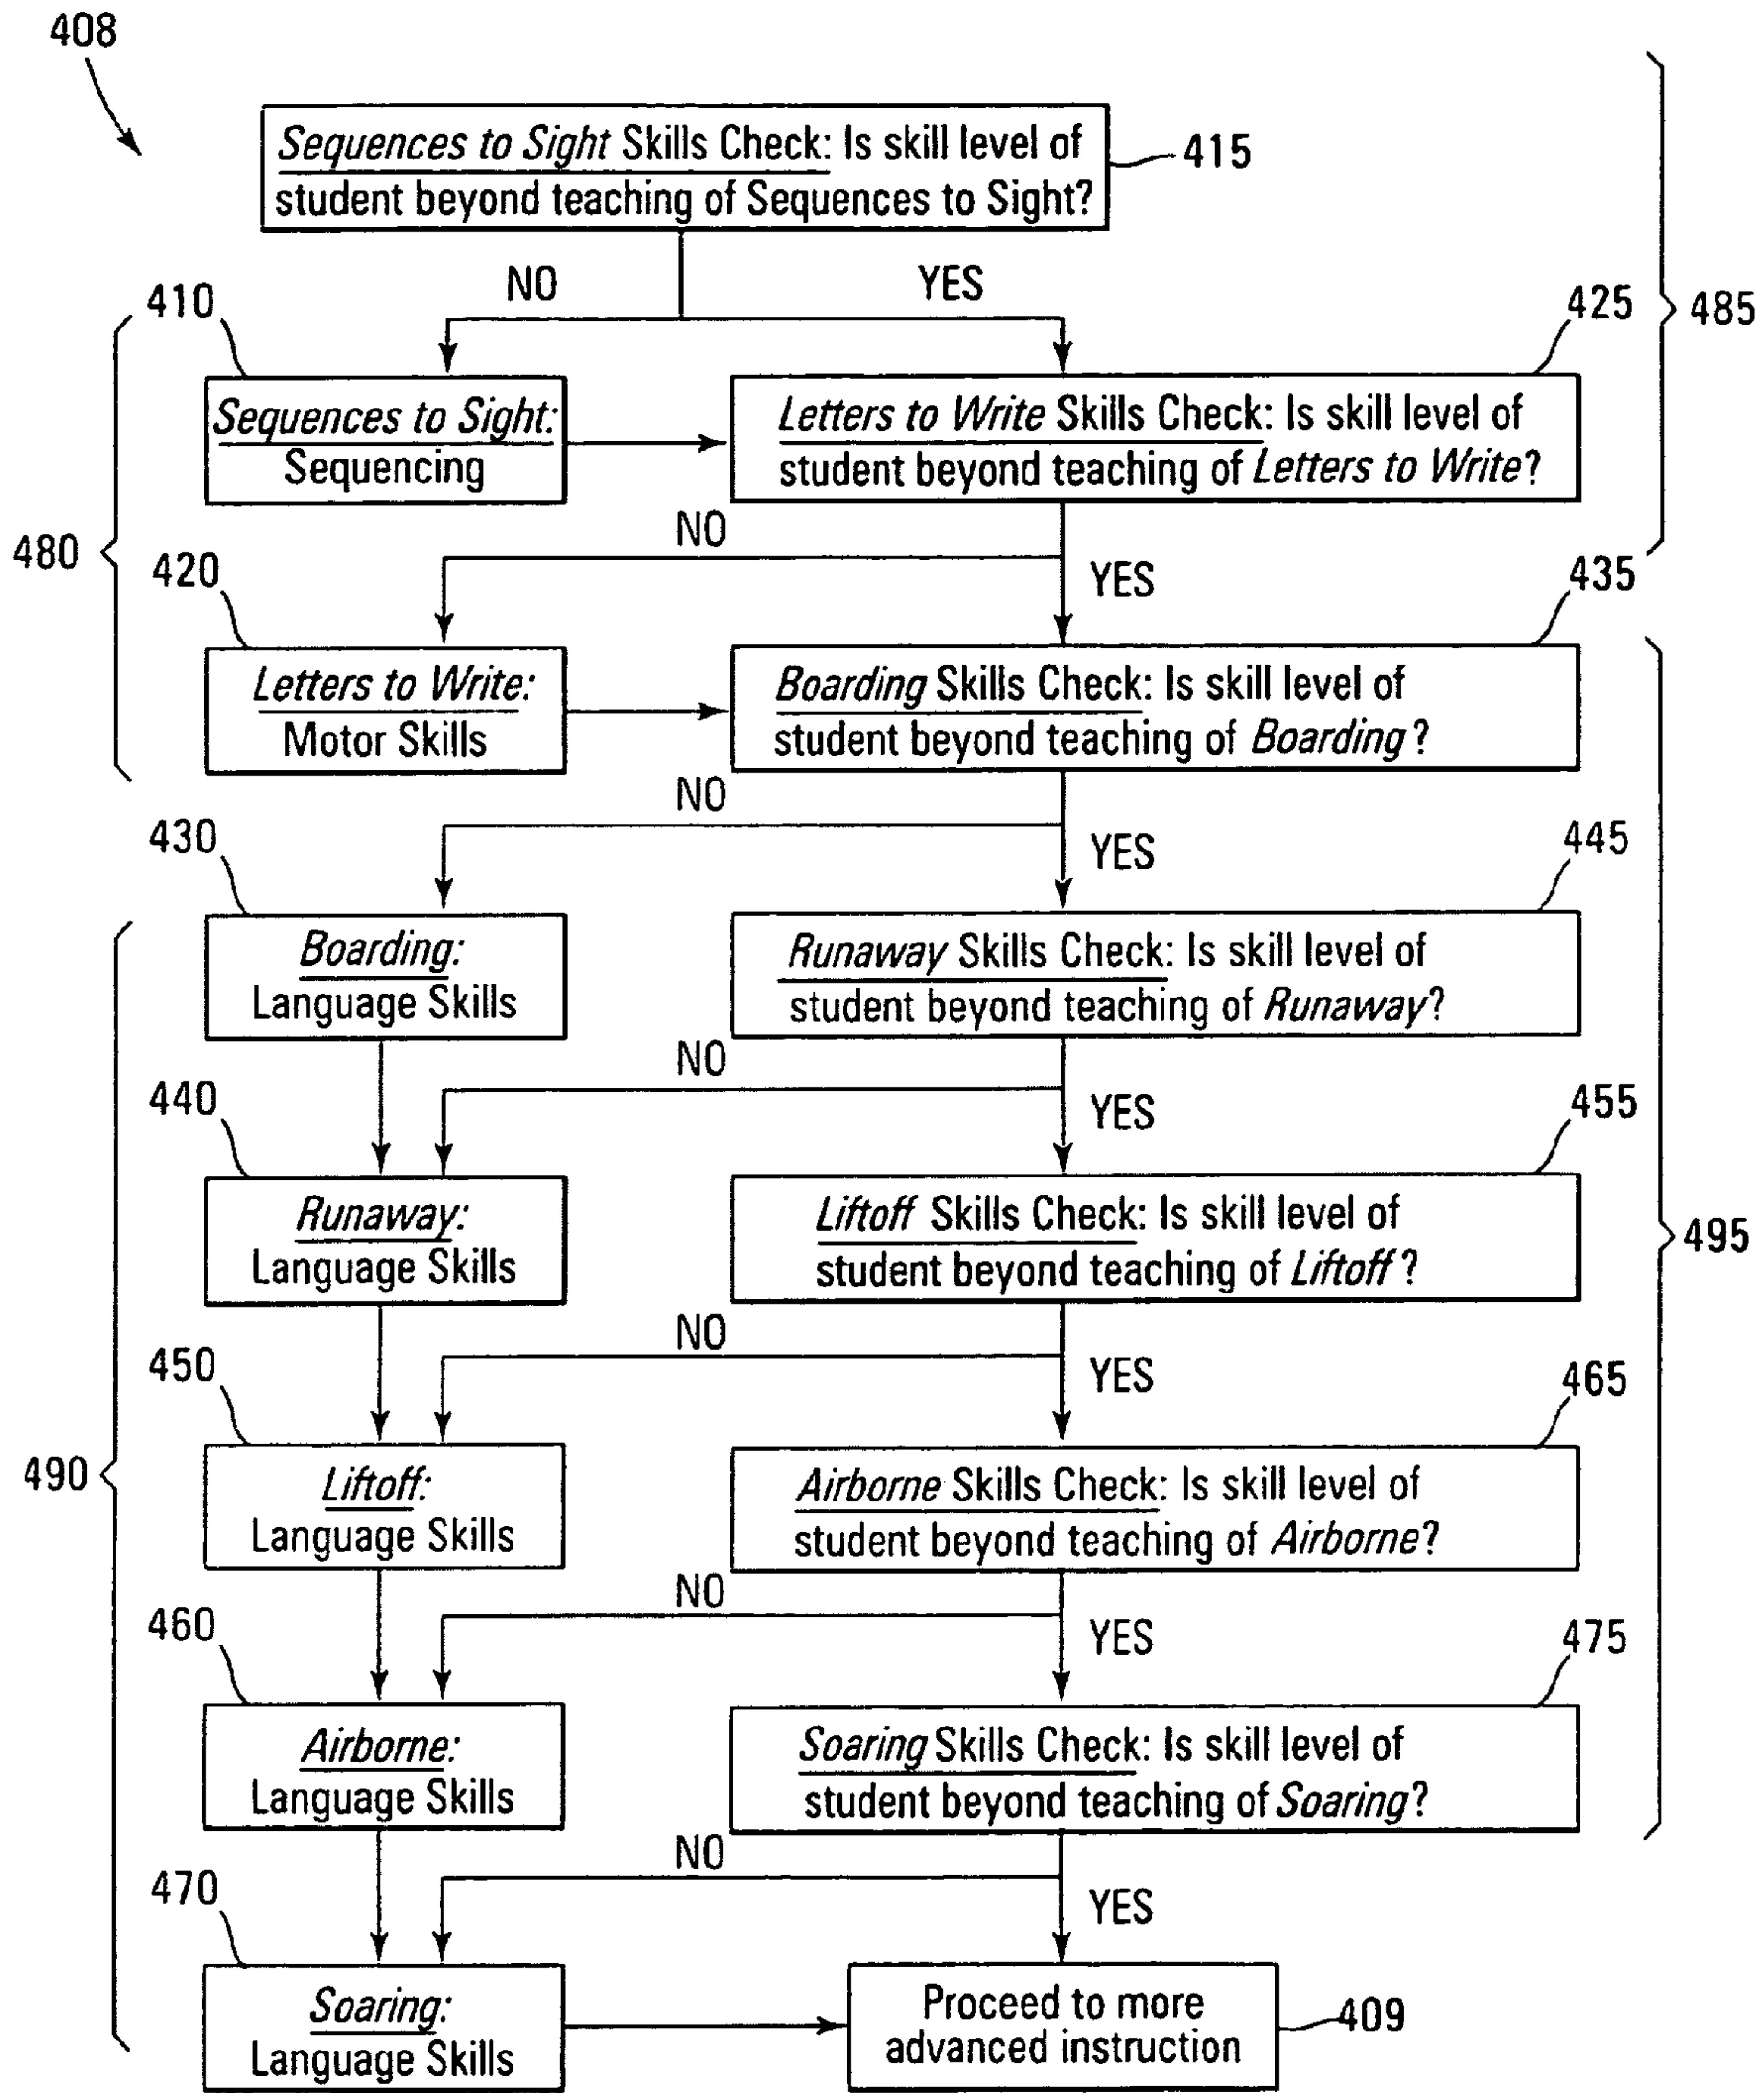 408
Sequences to Sight Skills Check: Is skill level of
student beyond teaching of Sequences to Sight?
415
NO
YES
410
425
485
Sequences to Sight:
Sequencing
Letters to Write Skills Check: Is skill level of
student beyond teaching of Letters to Write?
480
NO
YES
420
435
Letters to Write:
Motor Skills
Boarding Skills Check: Is skill level of
student beyond teaching of Boarding?
NO
YES
430
445
Boarding:
Language Skills
Runaway Skills Check: Is skill level of
student beyond teaching of Runaway?
NO
YES
440
455
Runaway:
Language Skills
Liftoff Skills Check: Is skill level of
student beyond teaching of Liftoff?
495
NO
YES
450
465
490
Liftoff:
Language Skills
Airborne Skills Check: Is skill level of
student beyond teaching of Airborne?
NO
YES
460
475
Airborne:
Language Skills
Soaring Skills Check: Is skill level of
student beyond teaching of Soaring?
NO
YES
470
Soaring:
Language Skills
Proceed to more
advanced instruction
409